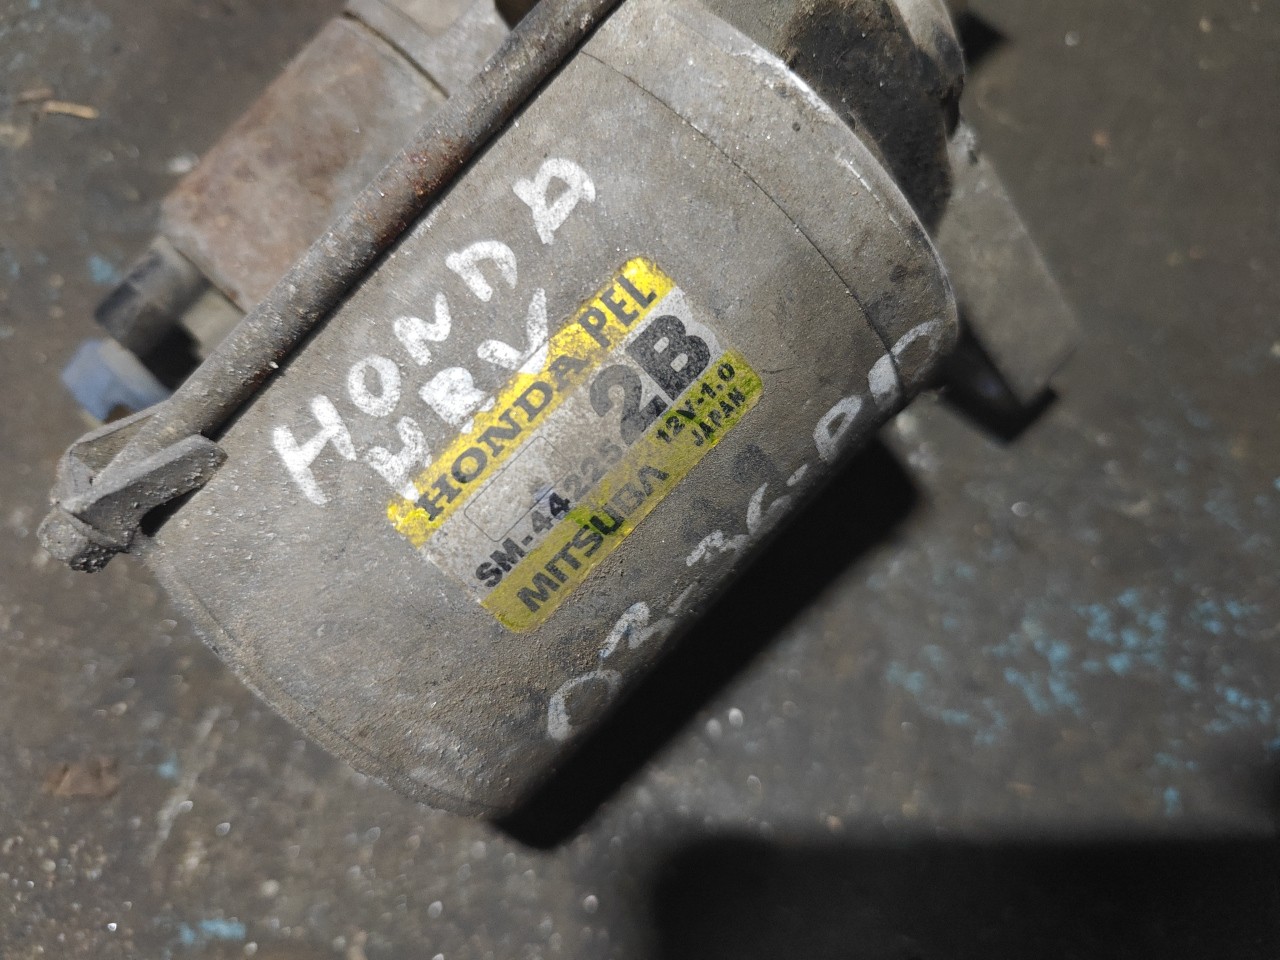 HONDA
HRV
HONDA PEL
2B
SM-44225 12V-1.0
MITSUBA JAPAN